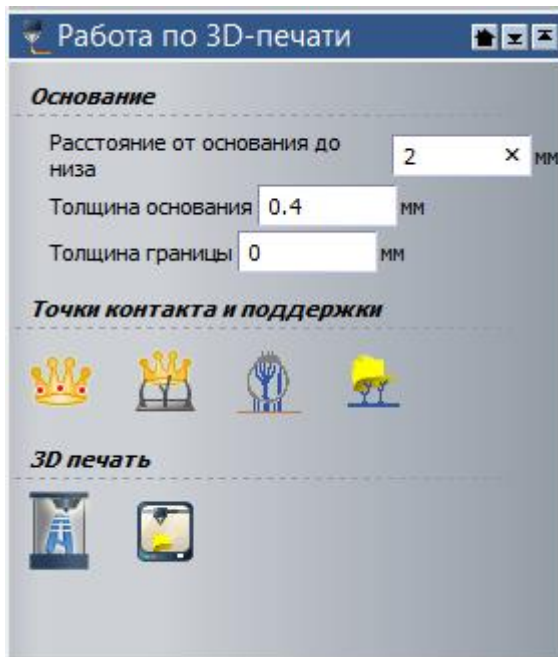 Работа по 3D-печати
Основание
Расстояние от основания до
низа
2
мм
Толщина основания 0.4 мм
Толщина границы 0 мм
Точки контакта и поддержки
3D печать